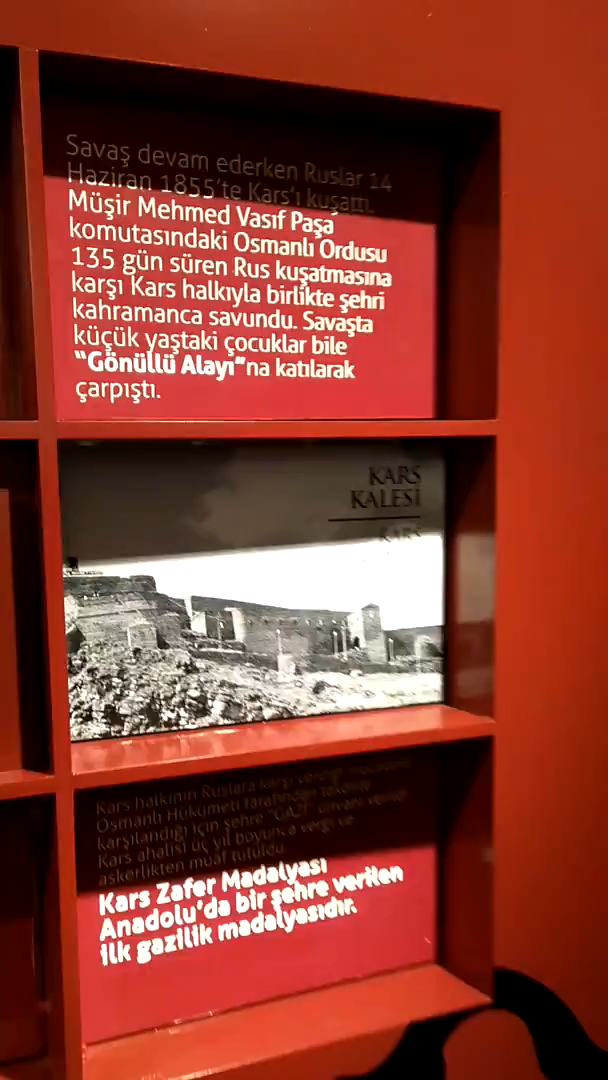 Savaş devam ederken Ruslar 14
Haziran 1855'te Kars'ı kuşattı.
Müşir Mehmed Vasıf Paşa
komutasındaki Osmanlı Ordusu
135 gün süren Rus kuşatmasına
karşı Kars halkıyla birlikte şehri
kahramanca savundu. Savaşta
küçük yaştaki çocuklar bile
"Gönüllü Alayı"na katılarak
çarpıştı.
KARS
KALESİ
KARS
Kars halkının Ruslara karşı verdiği
Osmanlı Hükümeti tarafından takdirle
karşılandığı için şehre "GAZİ" unvanı verildi
Kars ahalisi üç yıl boyunca vergi ve
askerlikten muaf tutuldu.
Kars Zafer Madalyası
Anadolu'da bir şehre verilen
ilk gazilik madalyasıdır.